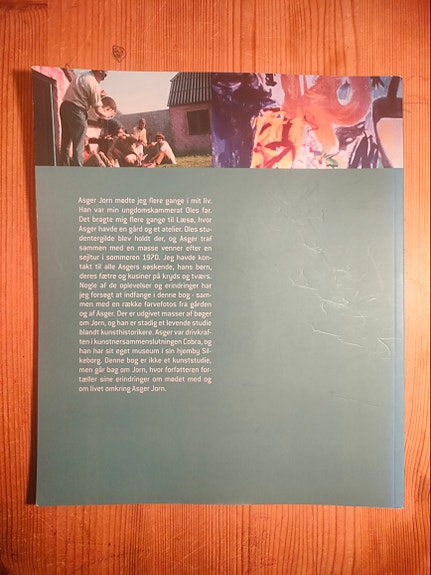 Asger Jorn mødte jeg flere gange i mit liv.
Han var min ungdomskammerat Oles far.
Det bragte mig flere gange til Læsø, hvor
Asger havde en gård og et atelier. Oles stu-
dentergilde blev holdt der, og Asger traf
sammen med en masse venner efter en
sejltur i sommeren 1970. Jeg havde kon-
takt til alle Asgers søskende, hans børn,
deres fætre og kusiner på kryds og tværs.
Nogle af de oplevelser og erindringer har
jeg forsøgt at indfange i denne bog - sam-
men med en række farvefotos fra gården
og af Asger. Der er udgivet masser af bøger
om Jorn, og han er stadig et levende studie
blandt kunsthistorikere. Asger var drivkraf-
ten i kunstnersammenslutningen Cobra, og
han har sit eget museum i sin hjemby Sil-
keborg. Denne bog er ikke et kunststudie,
men går bag om Jorn, hvor forfatteren for-
tæller sine erindringer om mødet med og
om livet omkring Asger Jorn.